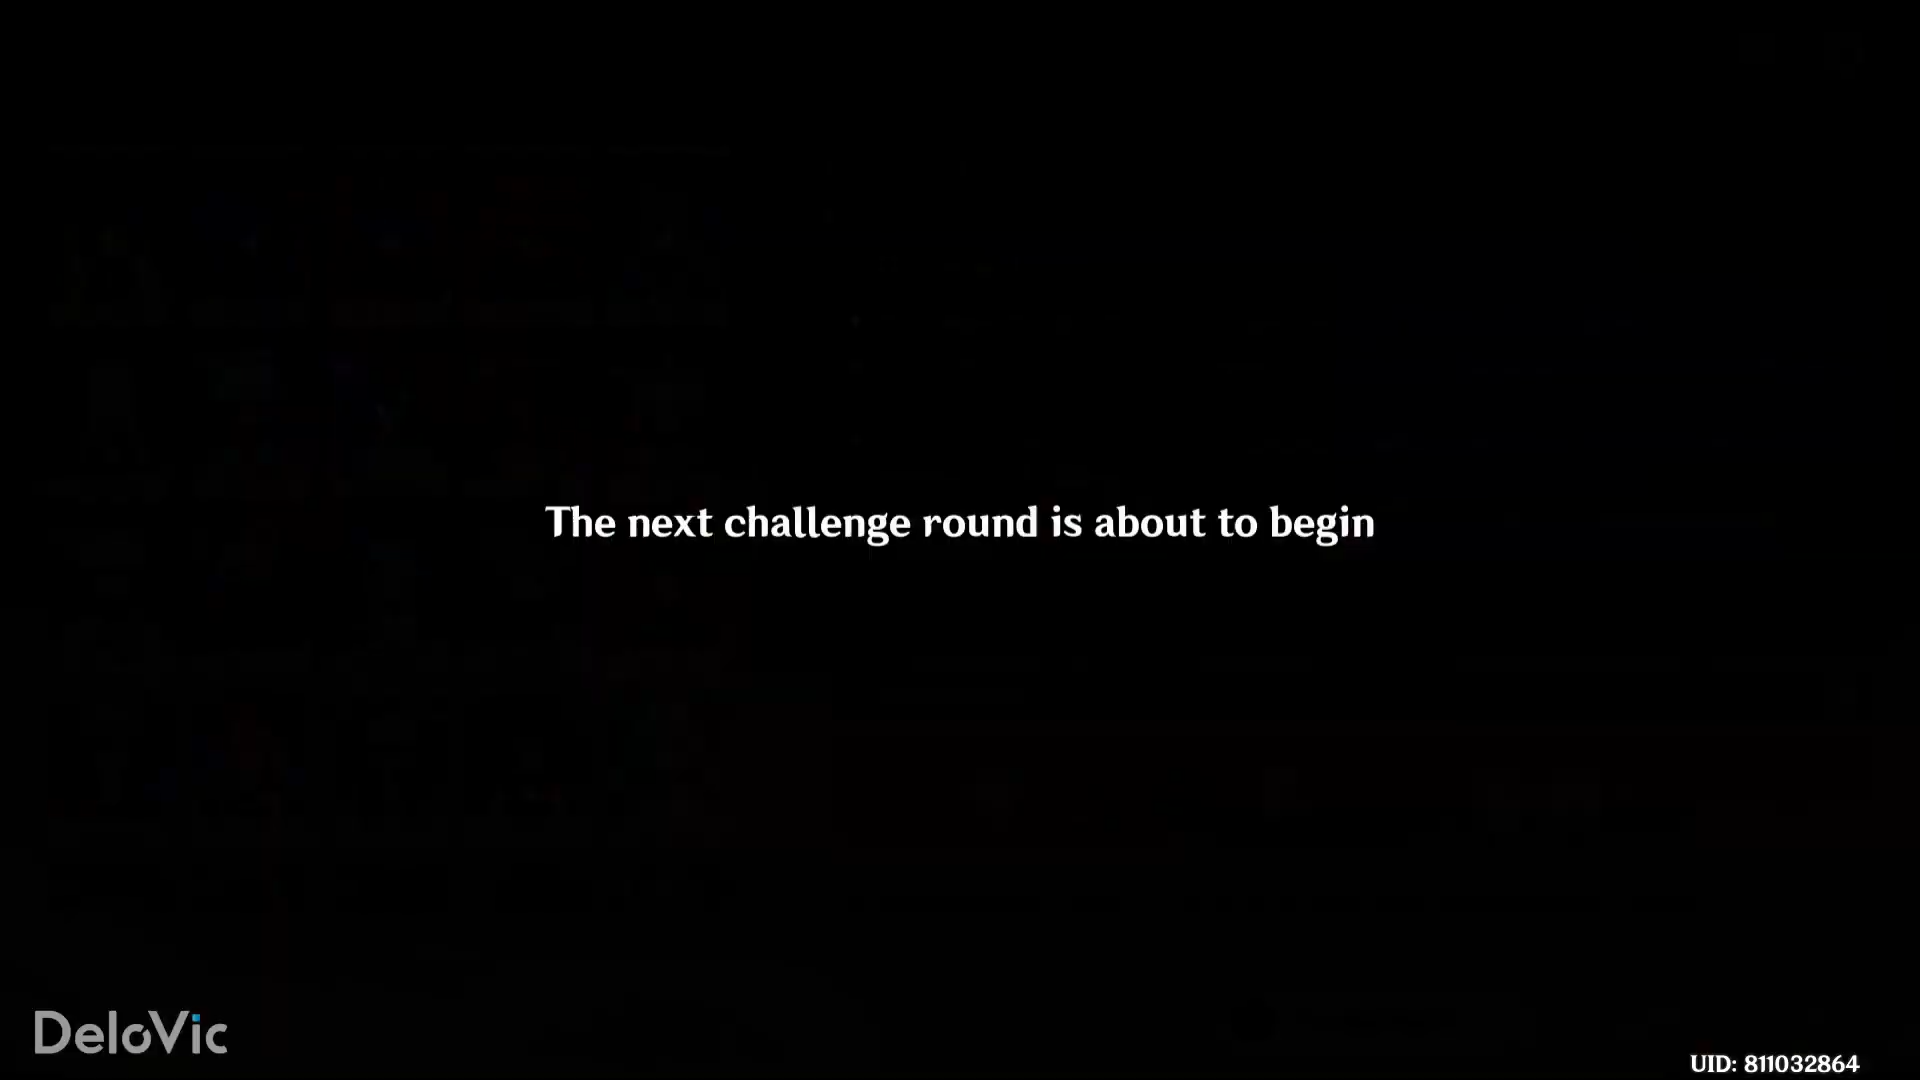 The next challenge round is about to begin
DeloVic
UID: 811032864